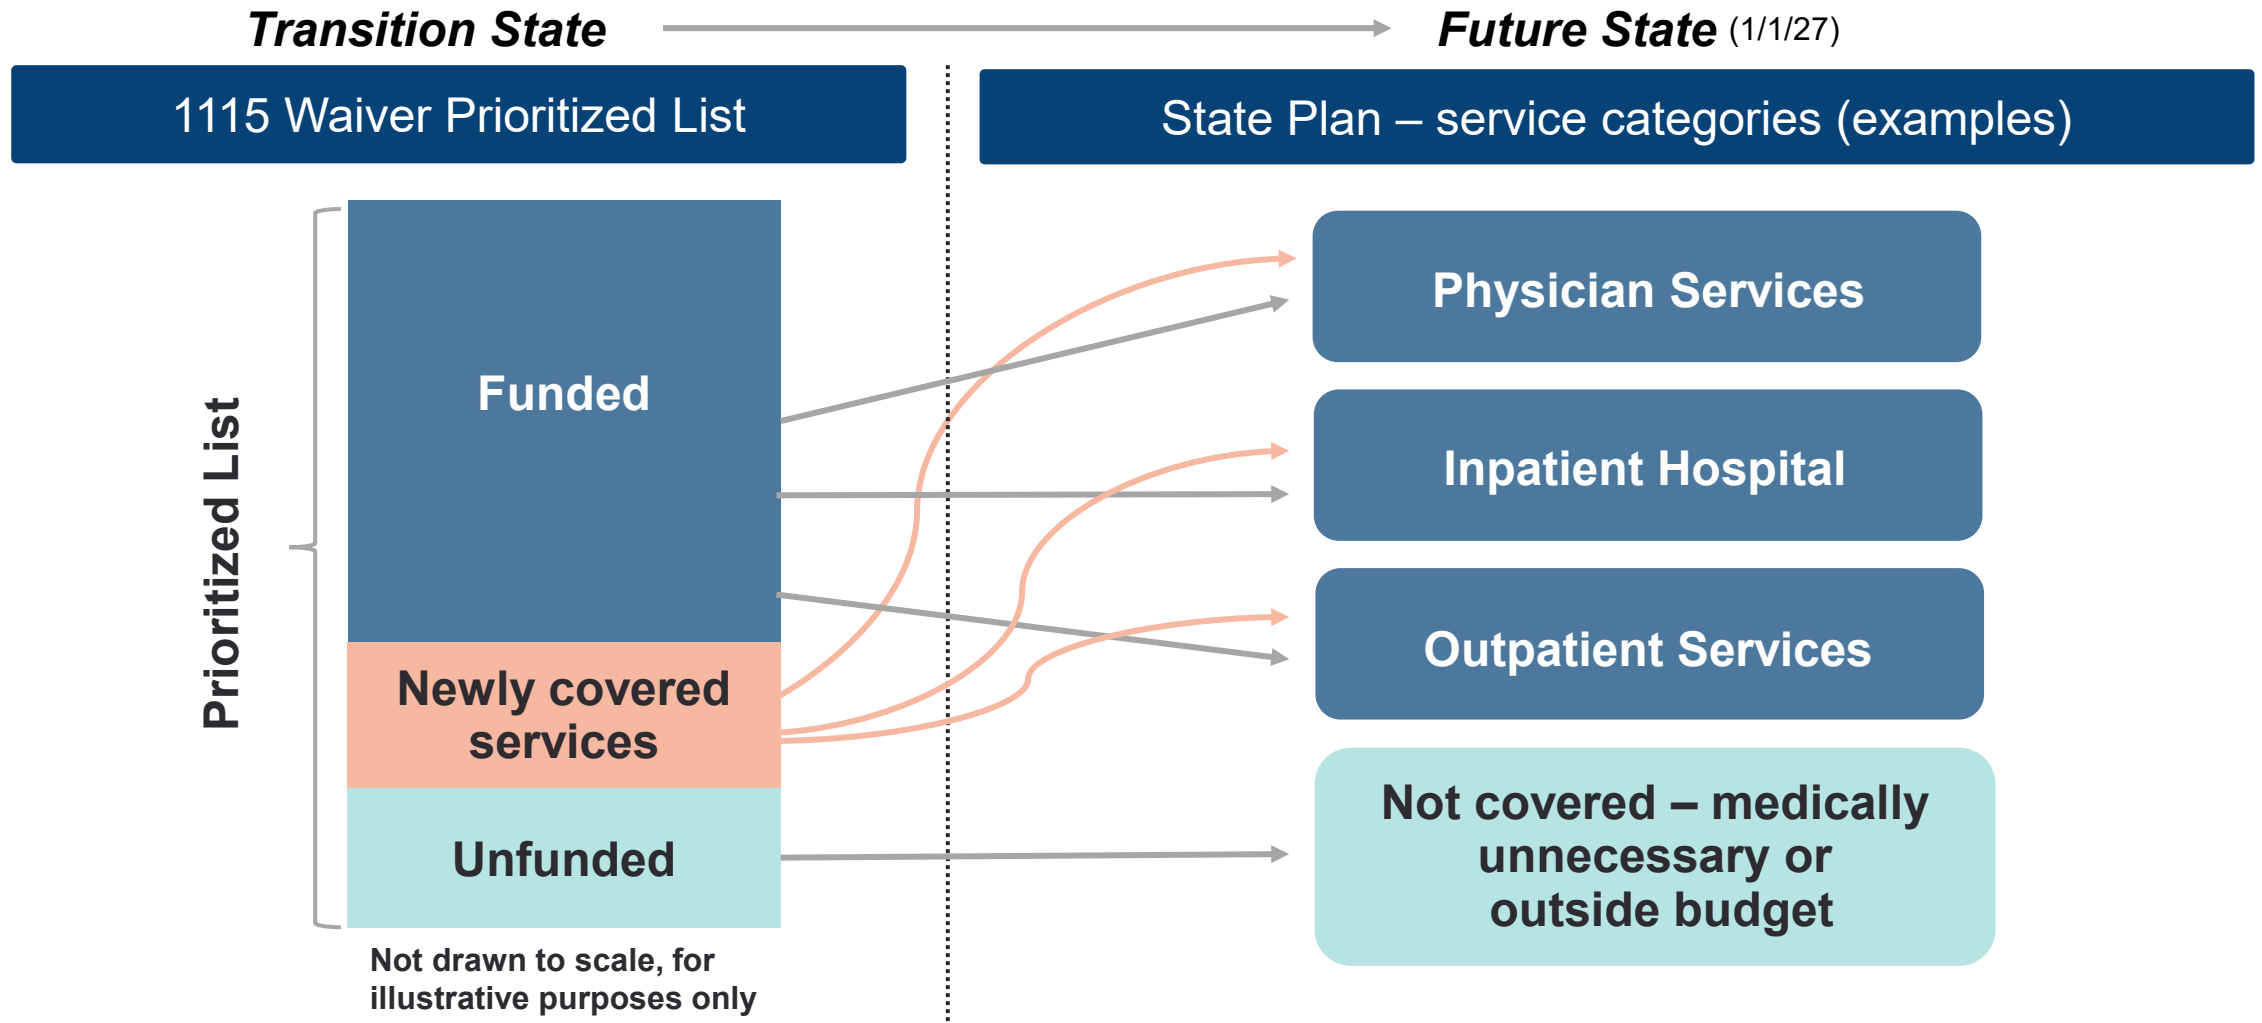 Transition State
Future State (1/1/27)
1115 Waiver Prioritized List
State Plan – service categories (examples)
Prioritized List
Funded
Newly covered
services
Unfunded
Not drawn to scale, for
illustrative purposes only
Physician Services
Inpatient Hospital
Outpatient Services
Not covered – medically
unnecessary or
outside budget